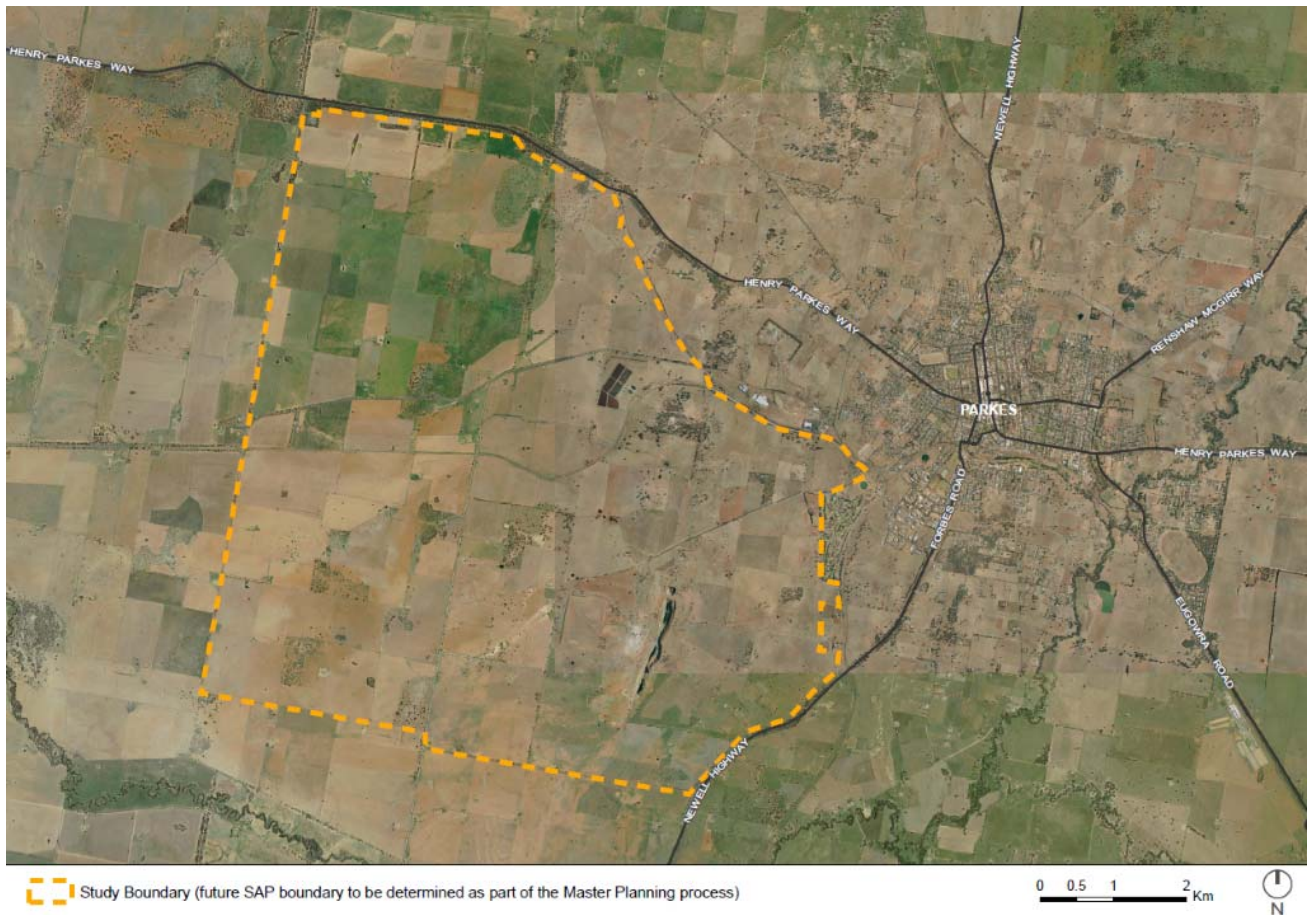 HENRY PARKES WAY
NEWELL HIGHWAY
HENRY PARKES WAY
RENSHAW MCGIRR WAY
PARKES
HENRY PARKES WAY
FORBES ROAD
EUGOWRA ROAD
NEWELL HIGHWAY
Study Boundary (future SAP boundary to be determined as part of the Master Planning process)
0 0.5 1 2
Km
N